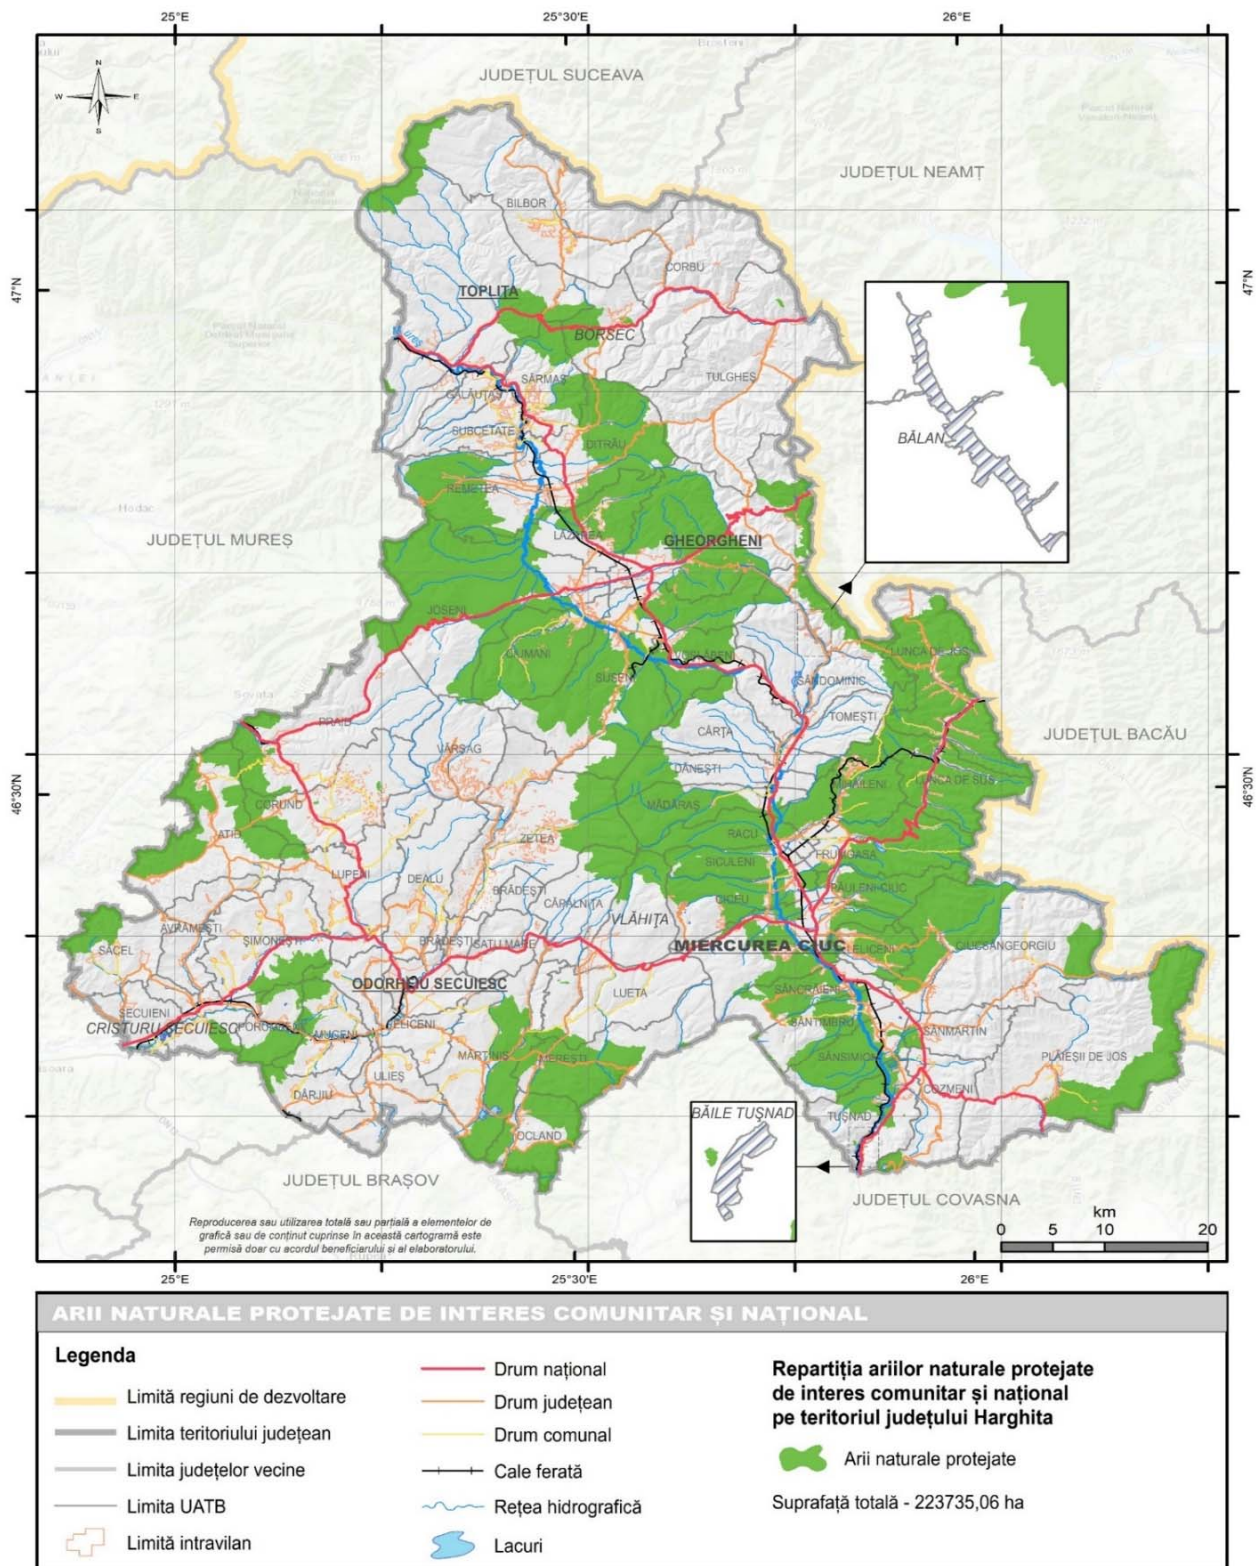 25°E 25°30'E 26°E
JUDEȚUL SUCEAVA
N
W E
S
JUDEȚUL NEAMȚ
BILBOR
CORBU
47°N
47°N
TOPLIȚA
BORSEC
SĂRMAȘ
TULGHEȘ
GĂLĂUȚAȘ
SUBCETATE
DITRĂU
BĂLAN
REMETEA
Hodac
JUDEȚUL MUREȘ
LĂZAREA
GHEORGHENI
JOSENI
CIUMANI
SUSENI
VOȘLĂBENI
LUNCA DE JOS
SÂNDOMINIC
TOMEȘTI
PRAID
CÂRȚA
JUDEȚUL BACĂU
VĂRȘAG
DĂNEȘTI
46°30'N
46°30'N
MIHĂILENI
LUNCA DE SUS
CORUND
MĂDĂRAȘ
ATID
ZETEA
RACU
FRUMOASA
SICULENI
LUPENI
DEALU
BRĂDEȘTI
PĂULENI-CIUC
CĂPÂLNIȚA
CICEU
VLĂHIȚA
AVRĂMEȘTI
ȘIMONEȘTI
BRĂDEȘTI
SATU MARE
MIERCUREA CIUC
LELICENI
CIUCSÂNGEORGIU
SĂCEL
ODORHEIU SECUIESC
LUETA
SÂNCRĂIENI
SECUIENI
CRISTURU SECUIESC
PORUMBENI
MUGENI
FELICENI
SÂNTIMBRU
SÂNMARTIN
MĂRTINIȘ
MEREȘTI
SÂNSIMION
PLĂIEȘII DE JOS
ULIEȘ
DÂRJIU
COZMENI
BĂILE TUȘNAD
TUȘNAD
OCLAND
JUDEȚUL BRAȘOV
JUDEȚUL COVASNA
Reproducerea sau utilizarea totală sau parțială a elementelor de
grafică sau de conținut cuprinse în această cartogramă este
permisă doar cu acordul beneficiarului și al elaboratorului.
km
0 5 10 20
25°E 25°30'E 26°E
ARII NATURALE PROTEJATE DE INTERES COMUNITAR ȘI NAȚIONAL
Legenda
Limită regiuni de dezvoltare
Limita teritoriului județean
Limita județelor vecine
Limita UATB
Limită intravilan
Drum național
Drum județean
Drum comunal
Cale ferată
Rețea hidrografică
Lacuri
Repartiția ariilor naturale protejate
de interes comunitar și național
pe teritoriul județului Harghita
Arii naturale protejate
Suprafață totală - 223735,06 ha